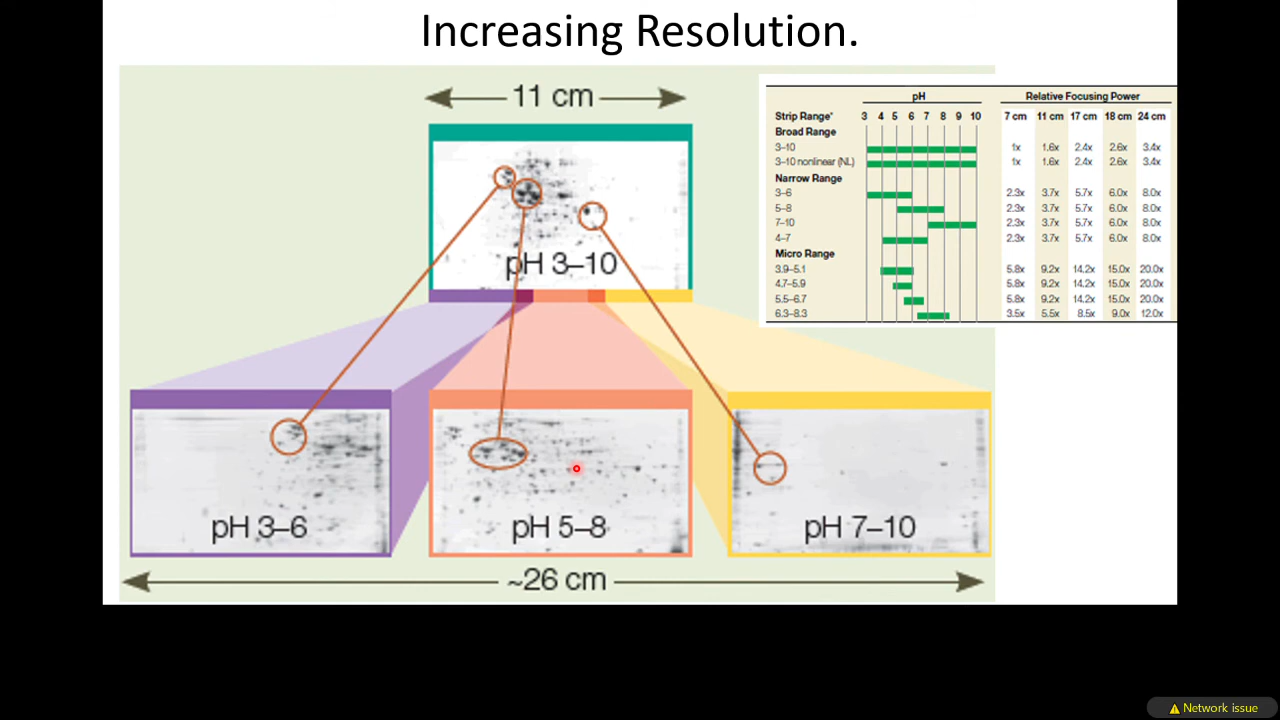 Increasing Resolution.
11 cm
pH 3–10
pH 3–6
pH 5–8
pH 7–10
~26 cm
pH Relative Focusing Power
Strip Range* 3 4 5 6 7 8 9 10 7 cm 11 cm 17 cm 18 cm 24 cm
Broad Range
3–10 1x 1.6x 2.4x 2.6x 3.4x
3–10 nonlinear (NL) 1x 1.6x 2.4x 2.6x 3.4x
Narrow Range
3–6 2.3x 3.7x 5.7x 6.0x 8.0x
5–8 2.3x 3.7x 5.7x 6.0x 8.0x
7–10 2.3x 3.7x 5.7x 6.0x 8.0x
4–7 2.3x 3.7x 5.7x 6.0x 8.0x
Micro Range
3.9–5.1 5.8x 9.2x 14.2x 15.0x 20.0x
4.7–5.9 5.8x 9.2x 14.2x 15.0x 20.0x
5.5–6.7 5.8x 9.2x 14.2x 15.0x 20.0x
6.3–8.3 3.5x 5.5x 8.5x 9.0x 12.0x
Network issue